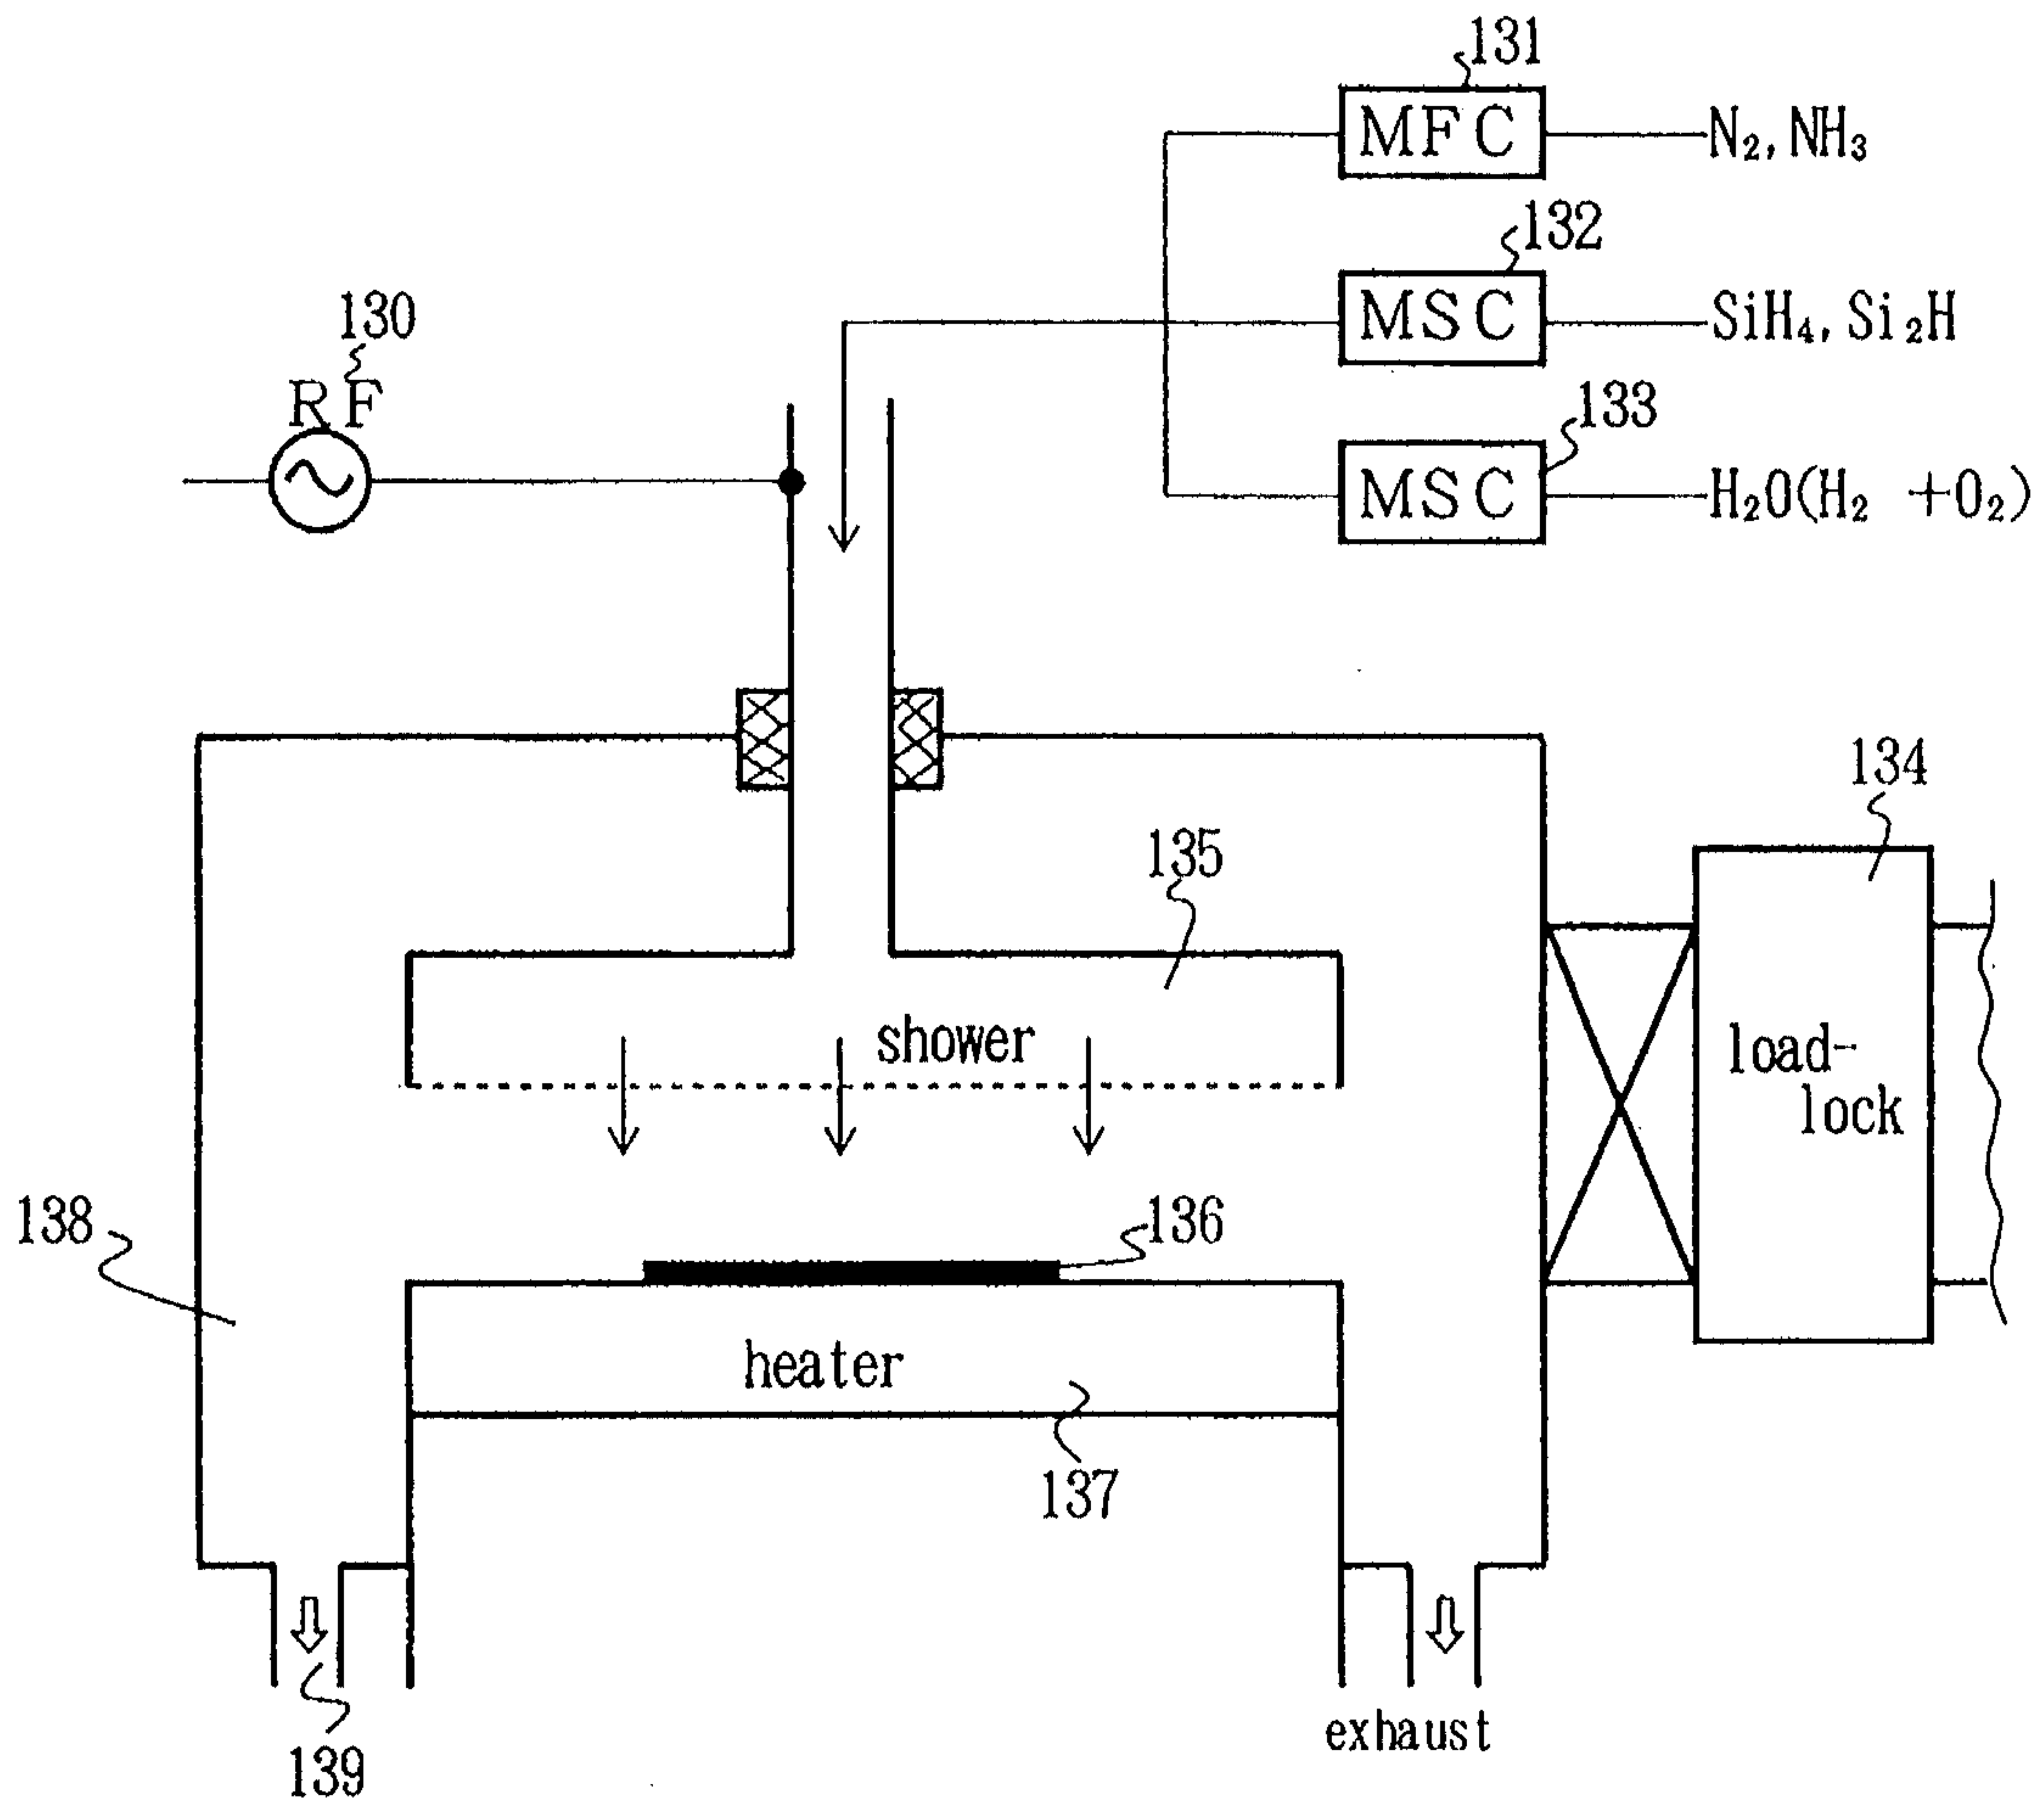 131
MFC
N₂, NH₃
132
MSC
SiH₄, Si₂H
130
RF
133
MSC
H₂O(H₂ +O₂)
134
135
shower
load-
lock
138
136
heater
137
exhaust
139